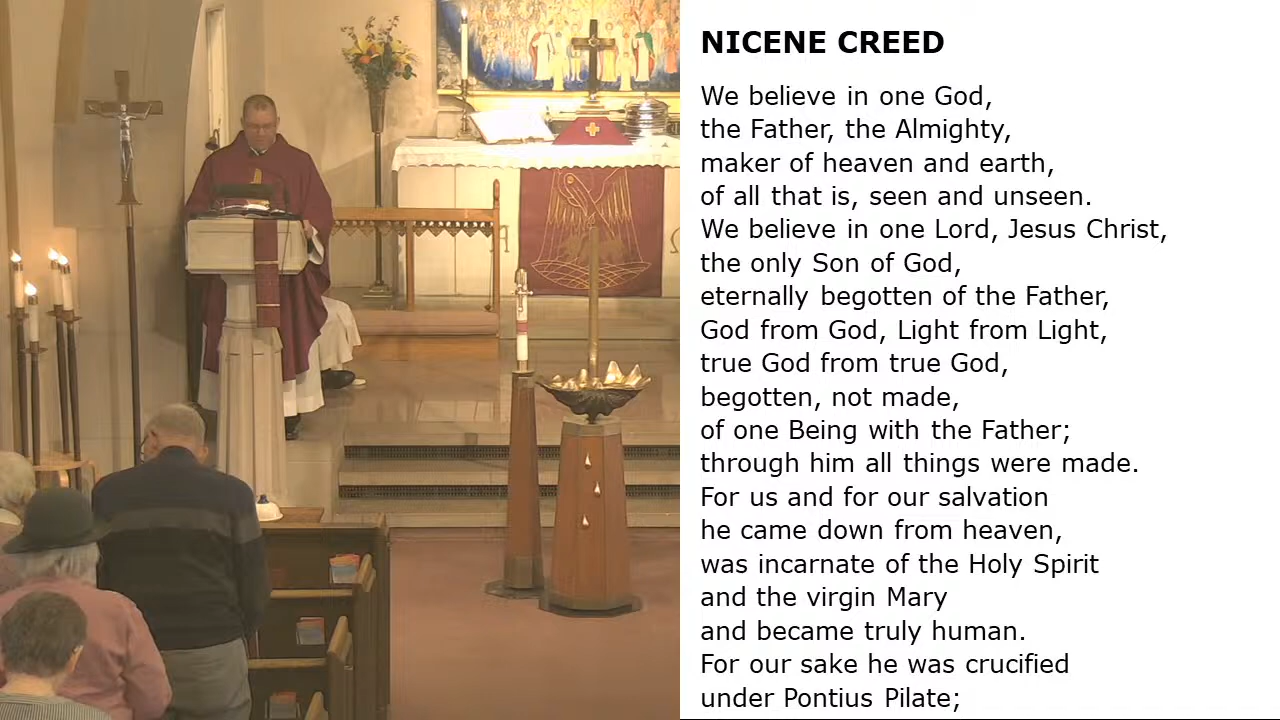 NICENE CREED
We believe in one God,
the Father, the Almighty,
maker of heaven and earth,
of all that is, seen and unseen.
We believe in one Lord, Jesus Christ,
the only Son of God,
eternally begotten of the Father,
God from God, Light from Light,
true God from true God,
begotten, not made,
of one Being with the Father;
through him all things were made.
For us and for our salvation
he came down from heaven,
was incarnate of the Holy Spirit
and the virgin Mary
and became truly human.
For our sake he was crucified
under Pontius Pilate;